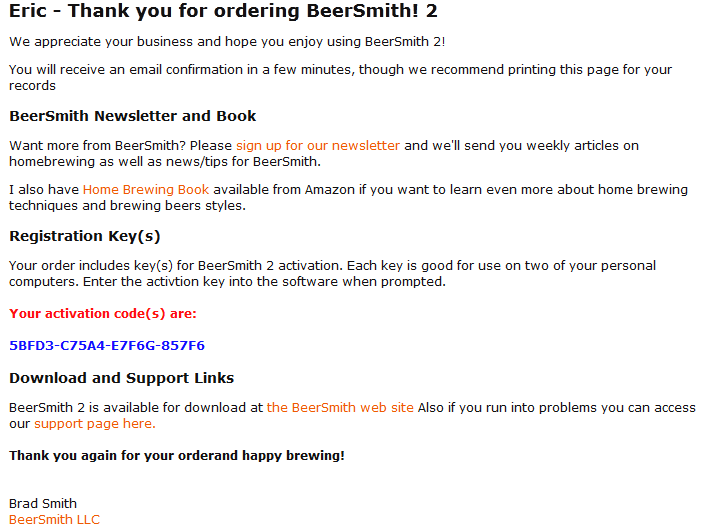 Eric - Thank you for ordering BeerSmith! 2
We appreciate your business and hope you enjoy using BeerSmith 2!
You will receive an email confirmation in a few minutes, though we recommend printing this page for your
records
BeerSmith Newsletter and Book
Want more from BeerSmith? Please sign up for our newsletter and we'll send you weekly articles on
homebrewing as well as news/tips for BeerSmith.
I also have Home Brewing Book available from Amazon if you want to learn even more about home brewing
techniques and brewing beers styles.
Registration Key(s)
Your order includes key(s) for BeerSmith 2 activation. Each key is good for use on two of your personal
computers. Enter the activtion key into the software when prompted.
Your activation code(s) are:
5BFD3-C75A4-E7F6G-857F6
Download and Support Links
BeerSmith 2 is available for download at the BeerSmith web site Also if you run into problems you can access
our support page here.
Thank you again for your orderand happy brewing!
Brad Smith
BeerSmith LLC